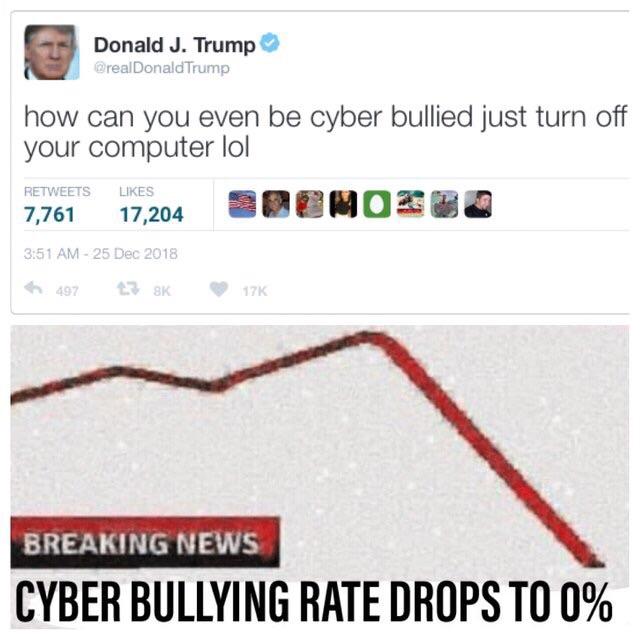 Donald J. Trump
@realDonaldTrump
how can you even be cyber bullied just turn off
your computer lol
RETWEETS LIKES
7,761 17,204
3:51 AM - 25 Dec 2018
497 8K 17K
BREAKING NEWS
CYBER BULLYING RATE DROPS TO 0%